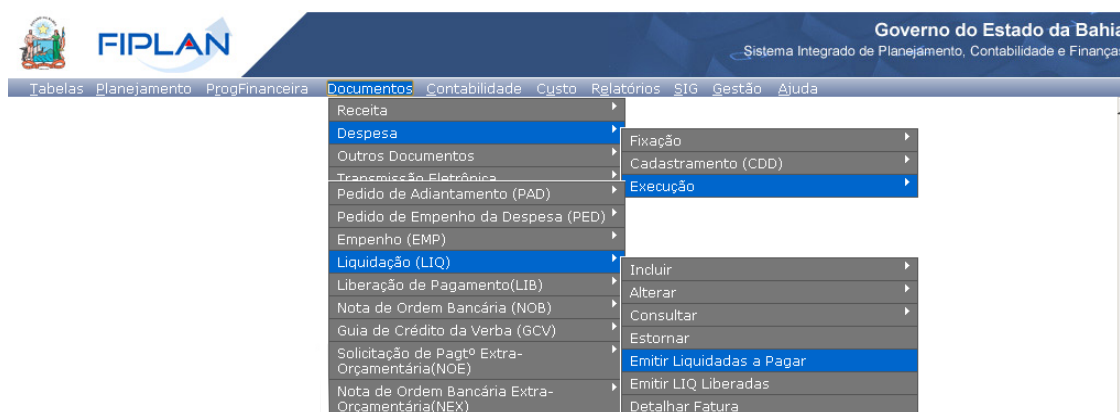 FIPLAN
Governo do Estado da Bahia
Sistema Integrado de Planejamento, Contabilidade e Finanças
Tabelas Planejamento ProgFinanceira Documentos Contabilidade Custo Relatórios SIG Gestão Ajuda
Receita
Despesa
Outros Documentos
Transmissão Eletrônica
Fixação
Cadastramento (CDD)
Execução
Pedido de Adiantamento (PAD)
Pedido de Empenho da Despesa (PED)
Empenho (EMP)
Liquidação (LIQ)
Liberação de Pagamento(LIB)
Nota de Ordem Bancária (NOB)
Guia de Crédito da Verba (GCV)
Solicitação de Pagtº Extra-
Orçamentária(NOE)
Nota de Ordem Bancária Extra-
Orçamentária(NEX)
Incluir
Alterar
Consultar
Estornar
Emitir Liquidadas a Pagar
Emitir LIQ Liberadas
Detalhar Fatura